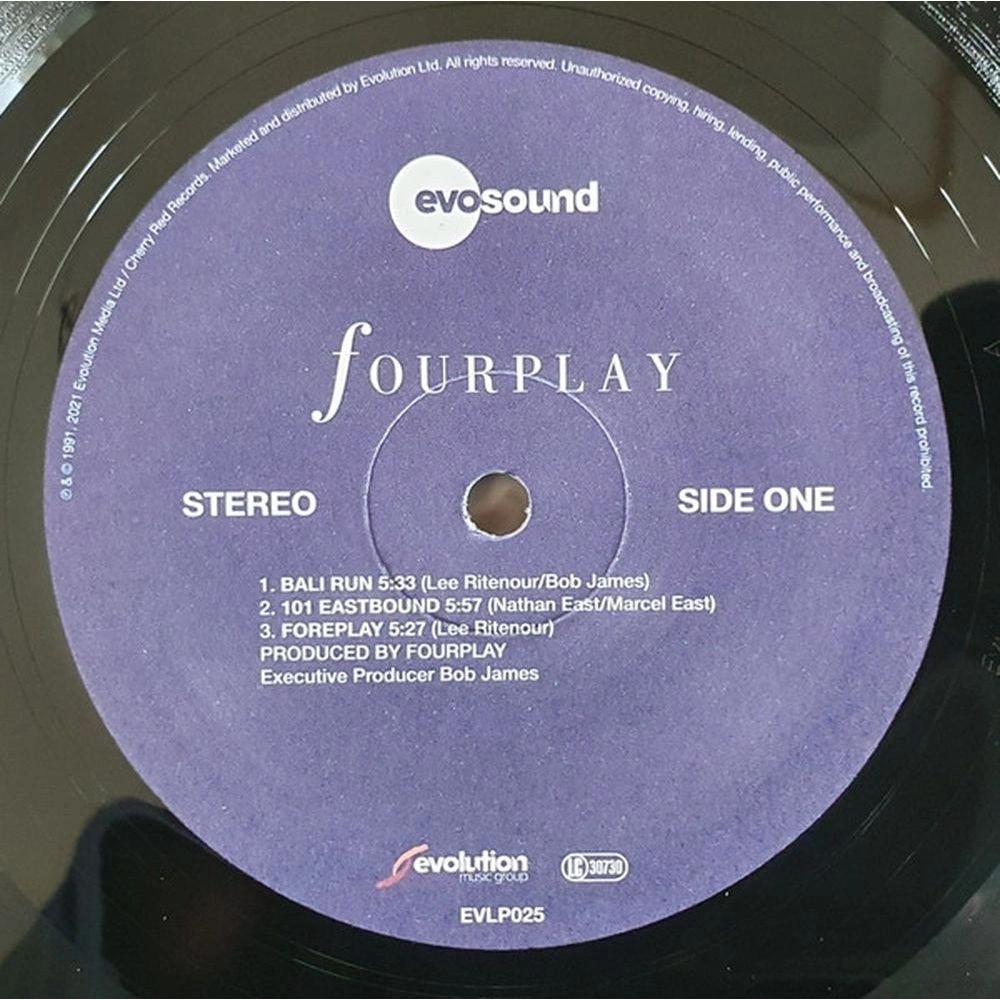 ℗ & © 1991, 2021 Evolution Media Ltd / Cherry Red Records. Marketed and distributed by Evolution Ltd. All rights reserved. Unauthorized copying, hiring, lending, public performance and broadcasting of this record prohibited.
evosound
fOURPLAY
STEREO
SIDE ONE
1. BALI RUN 5:33 (Lee Ritenour/Bob James)
2. 101 EASTBOUND 5:57 (Nathan East/Marcel East)
3. FOREPLAY 5:27 (Lee Ritenour)
PRODUCED BY FOURPLAY
Executive Producer Bob James
evolution
music group
LC 30730
EVLP025